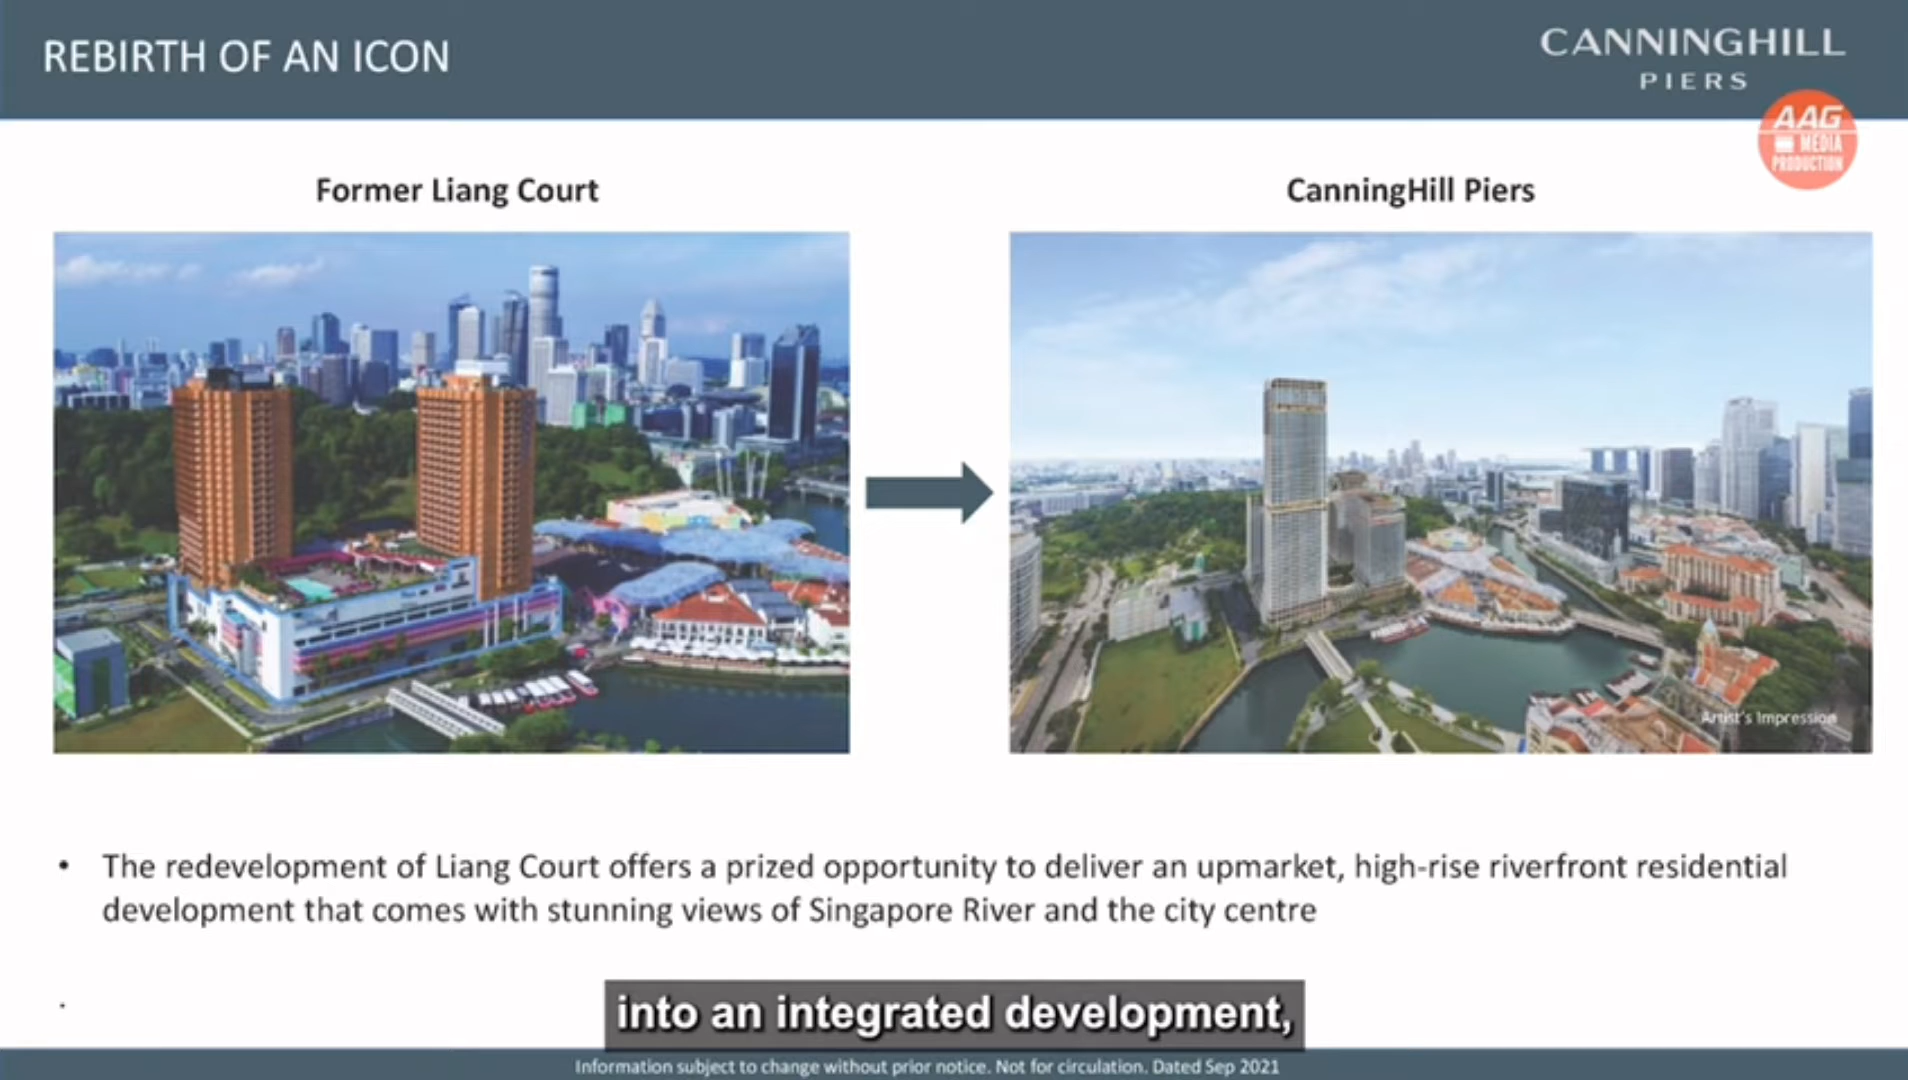 REBIRTH OF AN ICON
CANNINGHILL
PIERS
AAG
MEDIA
PRODUCTION
Former Liang Court
CanningHill Piers
Artist's Impression
• The redevelopment of Liang Court offers a prized opportunity to deliver an upmarket, high-rise riverfront residential
development that comes with stunning views of Singapore River and the city centre
into an integrated development,
Information subject to change without prior notice. Not for circulation. Dated Sep 2021